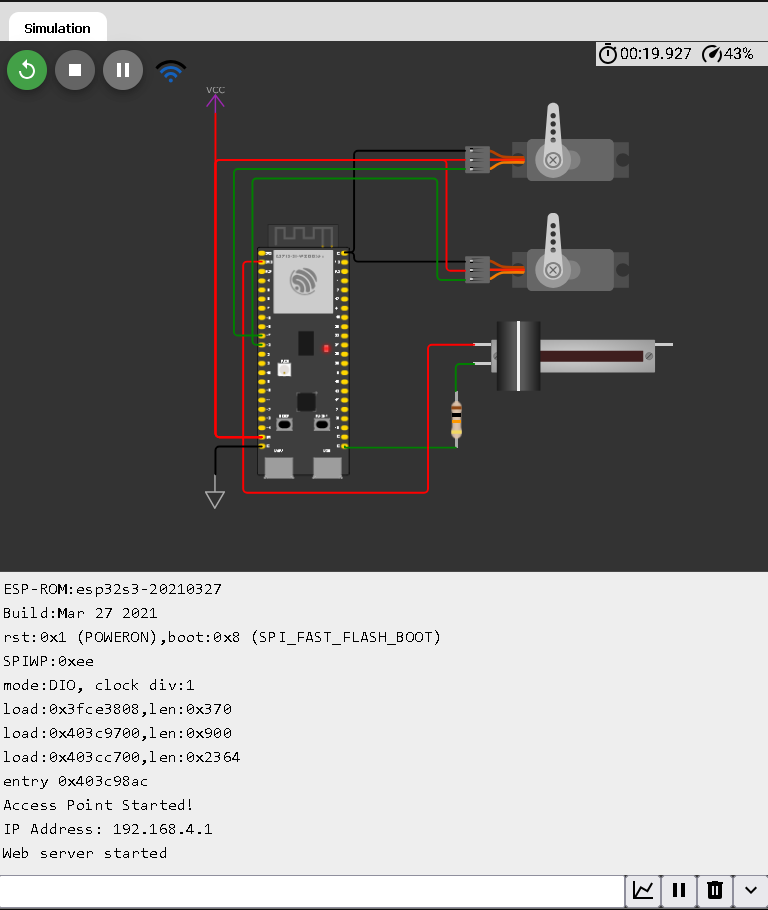 Simulation
00:19.927 43%
VCC
ESP-ROM:esp32s3-20210327
Build:Mar 27 2021
rst:0x1 (POWERON),boot:0x8 (SPI_FAST_FLASH_BOOT)
SPIWP:0xee
mode:DIO, clock div:1
load:0x3fce3808,len:0x370
load:0x403c9700,len:0x900
load:0x403cc700,len:0x2364
entry 0x403c98ac
Access Point Started!
IP Address: 192.168.4.1
Web server started